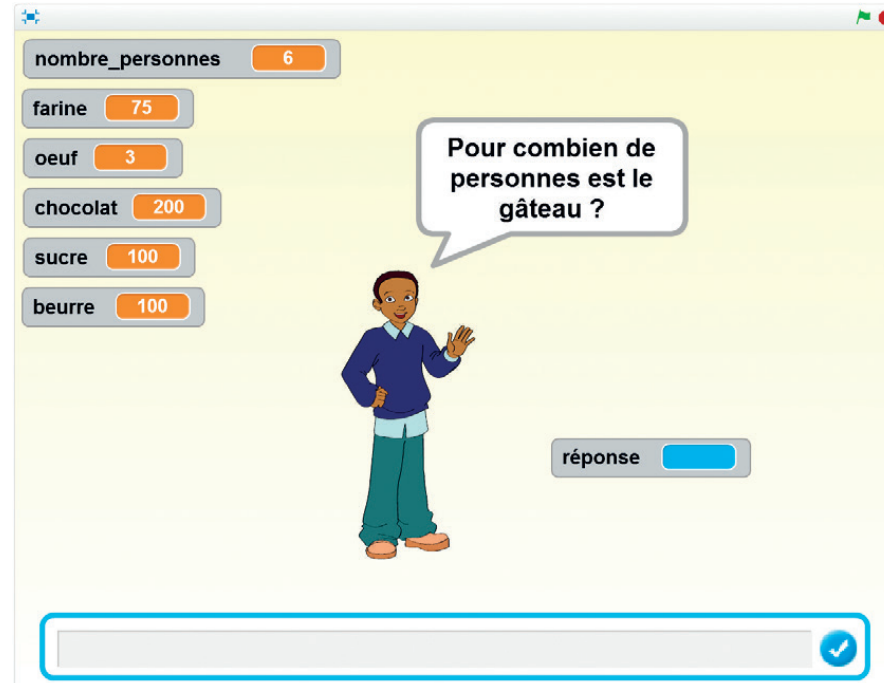 nombre_personnes 6
farine 75
oeuf 3
chocolat 200
sucre 100
beurre 100
Pour combien de
personnes est le
gâteau ?
réponse